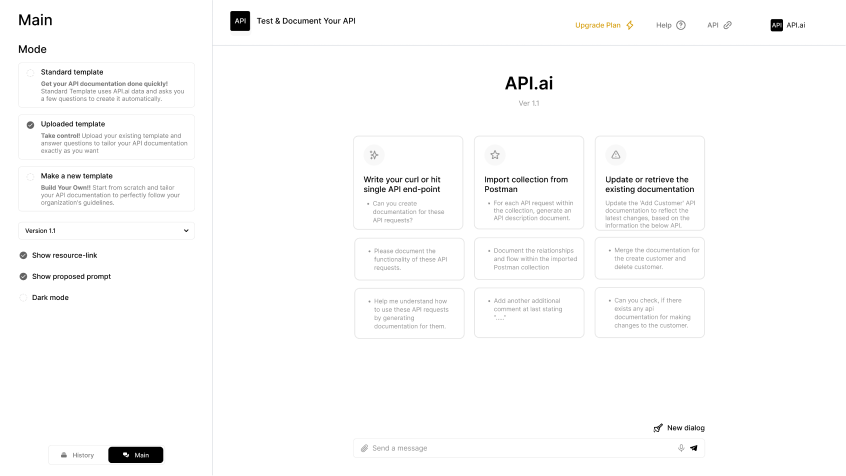 Main
Mode
Standard template
Get your API documentation done quickly!
Standard Template uses API.ai data and asks you
a few questions to create it automatically.
Uploaded template
Take control! Upload your existing template and
answer questions to tailor your API documentation
exactly as you want
Make a new template
Build Your Own!! Start from scratch and tailor
your API documentation to perfectly follow your
organization's guidelines.
Version 1.1
Show resource-link
Show proposed prompt
Dark mode
History
Main
API
Test & Document Your API
Upgrade Plan
Help
API
API
API.ai
API.ai
Ver 1.1
Write your curl or hit
single API end-point
• Can you create
documentation for these
API requests?
• Please document the
functionality of these API
requests.
• Help me understand how
to use these API requests
by generating
documentation for them.
Import collection from
Postman
• For each API request within
the collection, generate an
API description document.
• Document the relationships
and flow within the imported
Postman collection
• Add another additional
comment at last stating
"....."
Update or retrieve the
existing documentation
Update the 'Add Customer' API
documentation to reflect the
latest changes, based on the
information the below API.
• Merge the documentation for
the create customer and
delete customer.
• Can you check, if there
exists any api
documentation for making
changes to the customer.
New dialog
Send a message